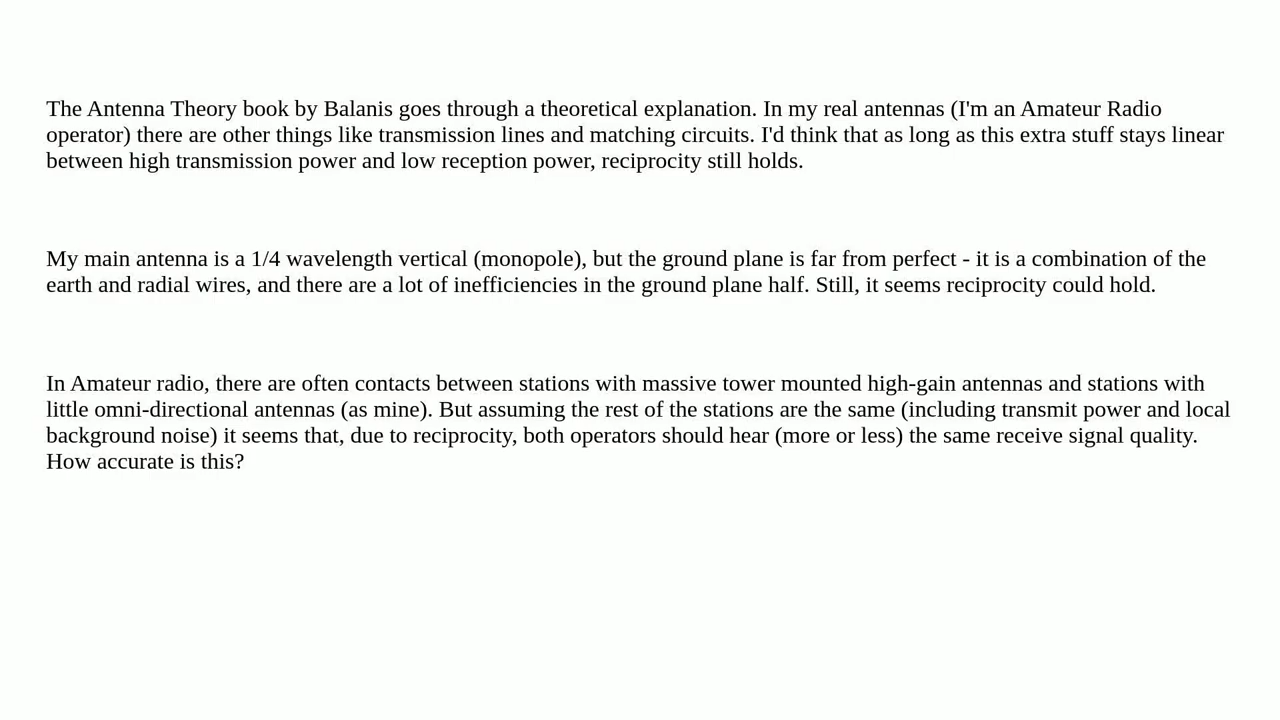 The Antenna Theory book by Balanis goes through a theoretical explanation. In my real antennas (I'm an Amateur Radio
operator) there are other things like transmission lines and matching circuits. I'd think that as long as this extra stuff stays linear
between high transmission power and low reception power, reciprocity still holds.
My main antenna is a 1/4 wavelength vertical (monopole), but the ground plane is far from perfect - it is a combination of the
earth and radial wires, and there are a lot of inefficiencies in the ground plane half. Still, it seems reciprocity could hold.
In Amateur radio, there are often contacts between stations with massive tower mounted high-gain antennas and stations with
little omni-directional antennas (as mine). But assuming the rest of the stations are the same (including transmit power and local
background noise) it seems that, due to reciprocity, both operators should hear (more or less) the same receive signal quality.
How accurate is this?